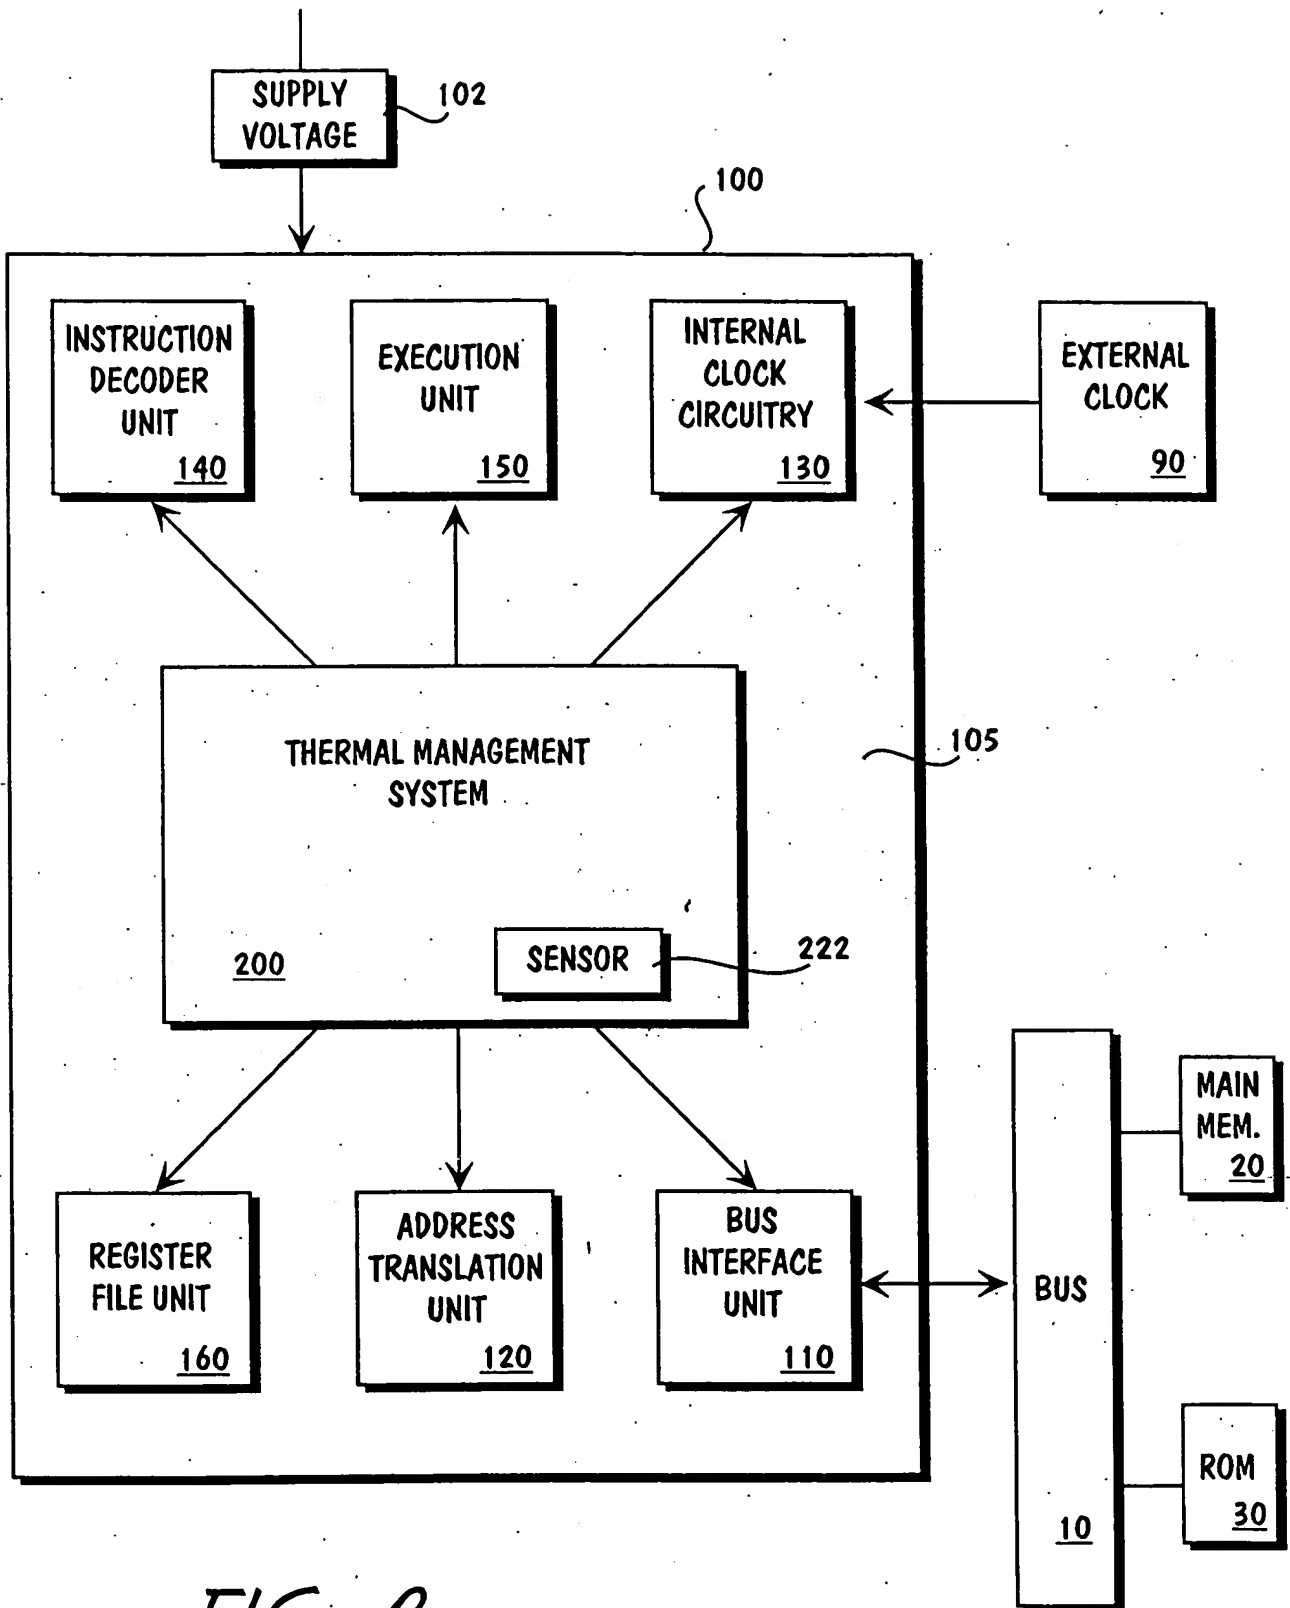 SUPPLY
VOLTAGE
102
100
INSTRUCTION
DECODER
UNIT
140
EXECUTION
UNIT
150
INTERNAL
CLOCK
CIRCUITRY
130
EXTERNAL
CLOCK
90
THERMAL MANAGEMENT
SYSTEM
105
200
SENSOR
222
REGISTER
FILE UNIT
160
ADDRESS
TRANSLATION
UNIT
120
BUS
INTERFACE
UNIT
110
BUS
10
MAIN
MEM.
20
ROM
30